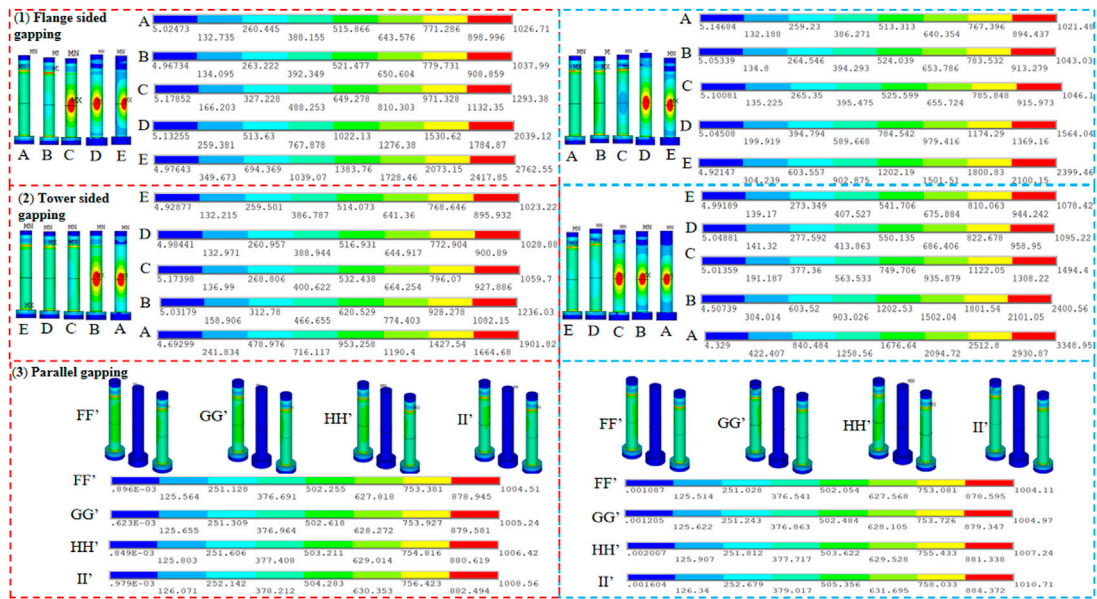 (1) Flange sided
gapping
A
5.02473 260.445 515.866 771.286 1026.71
132.735 388.155 643.576 898.996
B
4.96734 263.222 521.477 779.731 1037.99
134.095 392.349 650.604 908.859
C
5.17852 327.228 649.278 971.328 1293.38
166.203 488.253 810.303 1132.35
D
5.13255 513.63 1022.13 1530.62 2039.12
259.381 767.878 1276.38 1784.87
E
4.97643 694.369 1383.76 2073.15 2762.55
349.673 1039.07 1728.46 2417.85
MN MN MN MN
MX MX
A B C D E
A
5.14684 259.23 513.313 767.396 1021.48
132.188 386.271 640.354 894.437
B
5.05339 264.546 524.039 783.532 1043.03
134.8 394.293 653.786 913.279
C
5.10081 265.35 525.599 785.848 1046.1
135.225 395.475 655.724 915.973
D
5.04508 394.794 784.542 1174.29 1564.04
199.919 589.668 979.416 1369.16
E
4.92147 603.557 1202.19 1800.83 2399.46
304.239 902.875 1501.51 2100.15
MN MN MN
MX MX
A B C D E
(2) Tower sided
gapping
E
4.92877 259.501 514.073 768.646 1023.22
132.215 386.787 641.36 895.932
D
4.98441 260.957 516.931 772.904 1028.88
132.971 388.944 644.917 900.89
C
5.17398 268.806 532.438 796.07 1059.7
136.99 400.622 664.254 927.886
B
5.03179 312.78 620.529 928.278 1236.03
158.906 466.655 774.403 1082.15
A
4.69299 478.976 953.258 1427.54 1901.82
241.834 716.117 1190.4 1664.68
MN MN MN MN MN
MX MX
E D C B A
E
4.99189 273.349 541.706 810.063 1078.42
139.17 407.527 675.884 944.242
D
5.04881 277.592 550.135 822.678 1095.22
141.32 413.863 686.406 958.95
C
5.01359 377.36 749.706 1122.05 1494.4
191.187 563.533 935.879 1308.22
B
4.50739 603.52 1202.53 1801.54 2400.56
304.014 903.026 1502.04 2101.05
A
4.329 840.484 1676.64 2512.8 3348.95
422.407 1258.56 2094.72 2930.87
MN MN MN MN
MX
E D C B A
(3) Parallel gapping
FF' GG' HH' II'
FF'
.896E-03 251.128 502.255 753.381 1004.51
125.564 376.691 627.818 878.945
GG'
.623E-03 251.309 502.618 753.927 1005.24
125.655 376.964 628.272 879.581
HH'
.849E-03 251.606 503.211 754.816 1006.42
125.803 377.408 629.014 880.619
II'
.979E-03 252.142 504.283 756.423 1008.56
126.071 378.212 630.353 882.494
FF' GG' HH' II'
FF'
.001087 251.028 502.054 753.081 1004.11
125.514 376.541 627.568 878.595
GG'
.001205 251.243 502.484 753.726 1004.97
125.622 376.863 628.105 879.347
HH'
.002007 251.812 503.622 755.433 1007.24
125.907 377.717 629.528 881.338
II'
.001604 252.679 505.356 758.033 1010.71
126.34 379.017 631.695 884.372